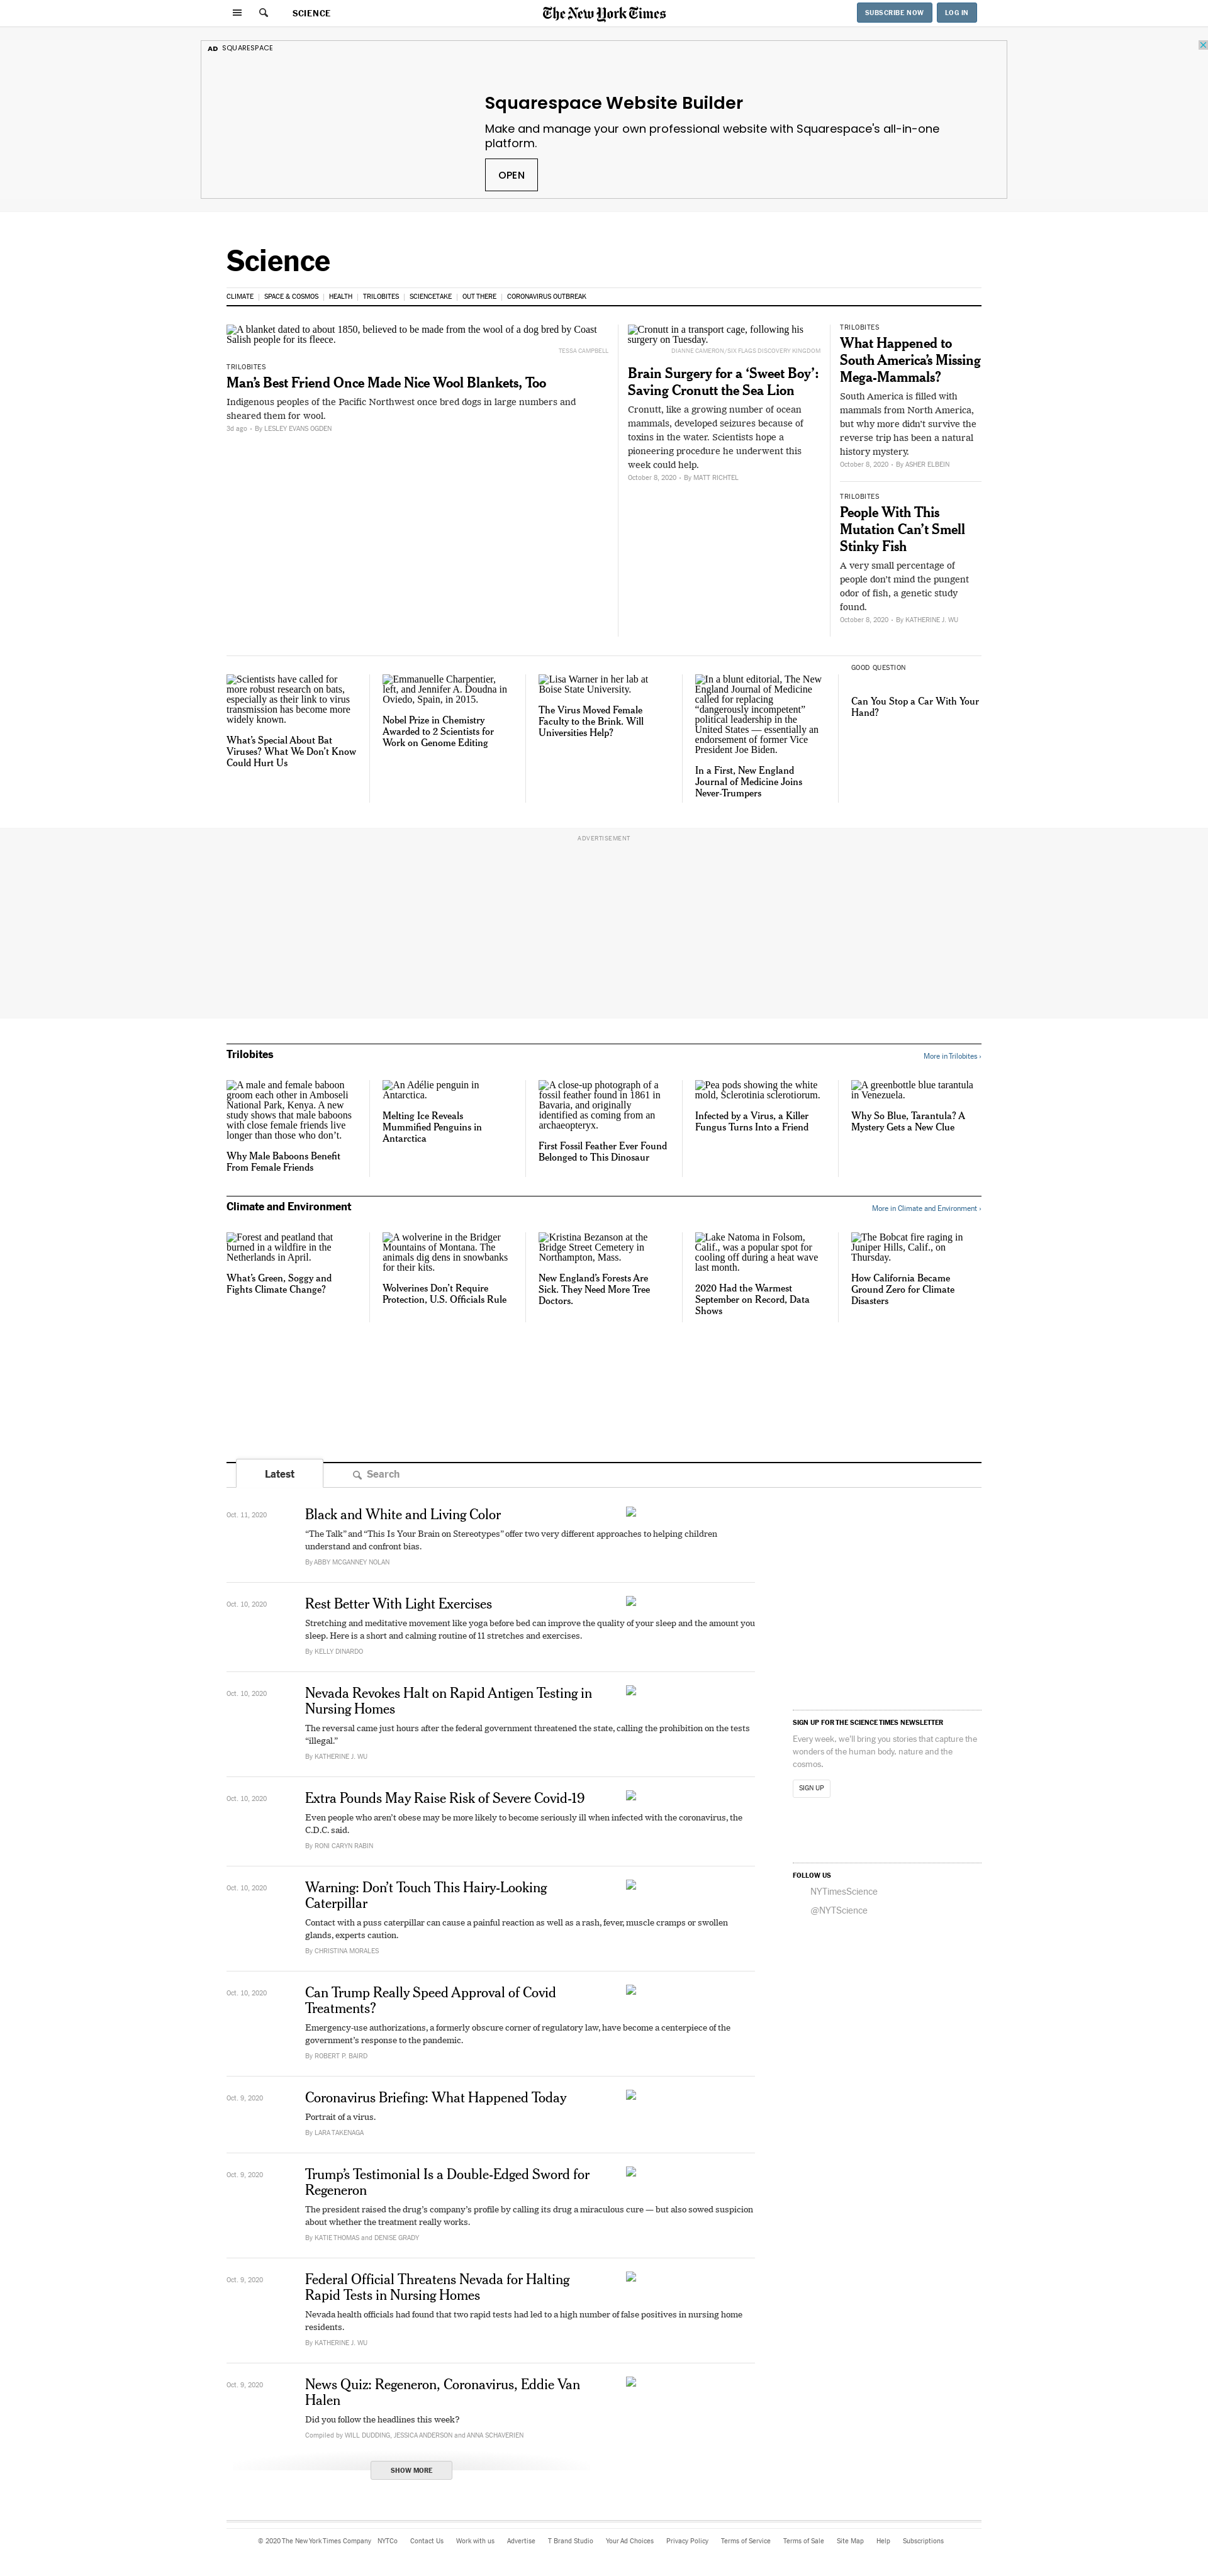 SCIENCE
The New York Times
SUBSCRIBE NOW
LOG IN
AD SQUARESPACE
Squarespace Website Builder
Make and manage your own professional website with Squarespace's all-in-one
platform.
OPEN
Science
CLIMATE | SPACE & COSMOS | HEALTH | TRILOBITES | SCIENCETAKE | OUT THERE | CORONAVIRUS OUTBREAK
A blanket dated to about 1850, believed to be made from the wool of a dog bred by Coast
Salish people for its fleece.
TESSA CAMPBELL
TRILOBITES
Man’s Best Friend Once Made Nice Wool Blankets, Too
Indigenous peoples of the Pacific Northwest once bred dogs in large numbers and
sheared them for wool.
3d ago • By LESLEY EVANS OGDEN
Cronutt in a transport cage, following his
surgery on Tuesday.
DIANNE CAMERON/SIX FLAGS DISCOVERY KINGDOM
Brain Surgery for a ‘Sweet Boy’:
Saving Cronutt the Sea Lion
Cronutt, like a growing number of ocean
mammals, developed seizures because of
toxins in the water. Scientists hope a
pioneering procedure he underwent this
week could help.
October 8, 2020 • By MATT RICHTEL
TRILOBITES
What Happened to
South America’s Missing
Mega-Mammals?
South America is filled with
mammals from North America,
but why more didn’t survive the
reverse trip has been a natural
history mystery.
October 8, 2020 • By ASHER ELBEIN
TRILOBITES
People With This
Mutation Can’t Smell
Stinky Fish
A very small percentage of
people don’t mind the pungent
odor of fish, a genetic study
found.
October 8, 2020 • By KATHERINE J. WU
Scientists have called for
more robust research on bats,
especially as their link to virus
transmission has become more
widely known.
What’s Special About Bat
Viruses? What We Don’t Know
Could Hurt Us
Emmanuelle Charpentier,
left, and Jennifer A. Doudna in
Oviedo, Spain, in 2015.
Nobel Prize in Chemistry
Awarded to 2 Scientists for
Work on Genome Editing
Lisa Warner in her lab at
Boise State University.
The Virus Moved Female
Faculty to the Brink. Will
Universities Help?
In a blunt editorial, The New
England Journal of Medicine
called for replacing
“dangerously incompetent”
political leadership in the
United States — essentially an
endorsement of former Vice
President Joe Biden.
In a First, New England
Journal of Medicine Joins
Never-Trumpers
GOOD QUESTION
Can You Stop a Car With Your
Hand?
ADVERTISEMENT
Trilobites
More in Trilobites ›
A male and female baboon
groom each other in Amboseli
National Park, Kenya. A new
study shows that male baboons
with close female friends live
longer than those who don’t.
Why Male Baboons Benefit
From Female Friends
An Adélie penguin in
Antarctica.
Melting Ice Reveals
Mummified Penguins in
Antarctica
A close-up photograph of a
fossil feather found in 1861 in
Bavaria, and originally
identified as coming from an
archaeopteryx.
First Fossil Feather Ever Found
Belonged to This Dinosaur
Pea pods showing the white
mold, Sclerotinia sclerotiorum.
Infected by a Virus, a Killer
Fungus Turns Into a Friend
A greenbottle blue tarantula
in Venezuela.
Why So Blue, Tarantula? A
Mystery Gets a New Clue
Climate and Environment
More in Climate and Environment ›
Forest and peatland that
burned in a wildfire in the
Netherlands in April.
What’s Green, Soggy and
Fights Climate Change?
A wolverine in the Bridger
Mountains of Montana. The
animals dig dens in snowbanks
for their kits.
Wolverines Don’t Require
Protection, U.S. Officials Rule
Kristina Bezanson at the
Bridge Street Cemetery in
Northampton, Mass.
New England’s Forests Are
Sick. They Need More Tree
Doctors.
Lake Natoma in Folsom,
Calif., was a popular spot for
cooling off during a heat wave
last month.
2020 Had the Warmest
September on Record, Data
Shows
The Bobcat fire raging in
Juniper Hills, Calif., on
Thursday.
How California Became
Ground Zero for Climate
Disasters
Latest
Search
Oct. 11, 2020
Black and White and Living Color
“The Talk” and “This Is Your Brain on Stereotypes” offer two very different approaches to helping children
understand and confront bias.
By ABBY MCGANNEY NOLAN
Oct. 10, 2020
Rest Better With Light Exercises
Stretching and meditative movement like yoga before bed can improve the quality of your sleep and the amount you
sleep. Here is a short and calming routine of 11 stretches and exercises.
By KELLY DINARDO
Oct. 10, 2020
Nevada Revokes Halt on Rapid Antigen Testing in
Nursing Homes
The reversal came just hours after the federal government threatened the state, calling the prohibition on the tests
“illegal.”
By KATHERINE J. WU
Oct. 10, 2020
Extra Pounds May Raise Risk of Severe Covid-19
Even people who aren’t obese may be more likely to become seriously ill when infected with the coronavirus, the
C.D.C. said.
By RONI CARYN RABIN
Oct. 10, 2020
Warning: Don’t Touch This Hairy-Looking
Caterpillar
Contact with a puss caterpillar can cause a painful reaction as well as a rash, fever, muscle cramps or swollen
glands, experts caution.
By CHRISTINA MORALES
Oct. 10, 2020
Can Trump Really Speed Approval of Covid
Treatments?
Emergency-use authorizations, a formerly obscure corner of regulatory law, have become a centerpiece of the
government’s response to the pandemic.
By ROBERT P. BAIRD
Oct. 9, 2020
Coronavirus Briefing: What Happened Today
Portrait of a virus.
By LARA TAKENAGA
Oct. 9, 2020
Trump’s Testimonial Is a Double-Edged Sword for
Regeneron
The president raised the drug’s company’s profile by calling its drug a miraculous cure — but also sowed suspicion
about whether the treatment really works.
By KATIE THOMAS and DENISE GRADY
Oct. 9, 2020
Federal Official Threatens Nevada for Halting
Rapid Tests in Nursing Homes
Nevada health officials had found that two rapid tests had led to a high number of false positives in nursing home
residents.
By KATHERINE J. WU
Oct. 9, 2020
News Quiz: Regeneron, Coronavirus, Eddie Van
Halen
Did you follow the headlines this week?
Compiled by WILL DUDDING, JESSICA ANDERSON and ANNA SCHAVERIEN
SHOW MORE
SIGN UP FOR THE SCIENCE TIMES NEWSLETTER
Every week, we’ll bring you stories that capture the
wonders of the human body, nature and the
cosmos.
SIGN UP
FOLLOW US
NYTimesScience
@NYTScience
© 2020 The New York Times Company NYTCo Contact Us Work with us Advertise T Brand Studio Your Ad Choices Privacy Policy Terms of Service Terms of Sale Site Map Help Subscriptions